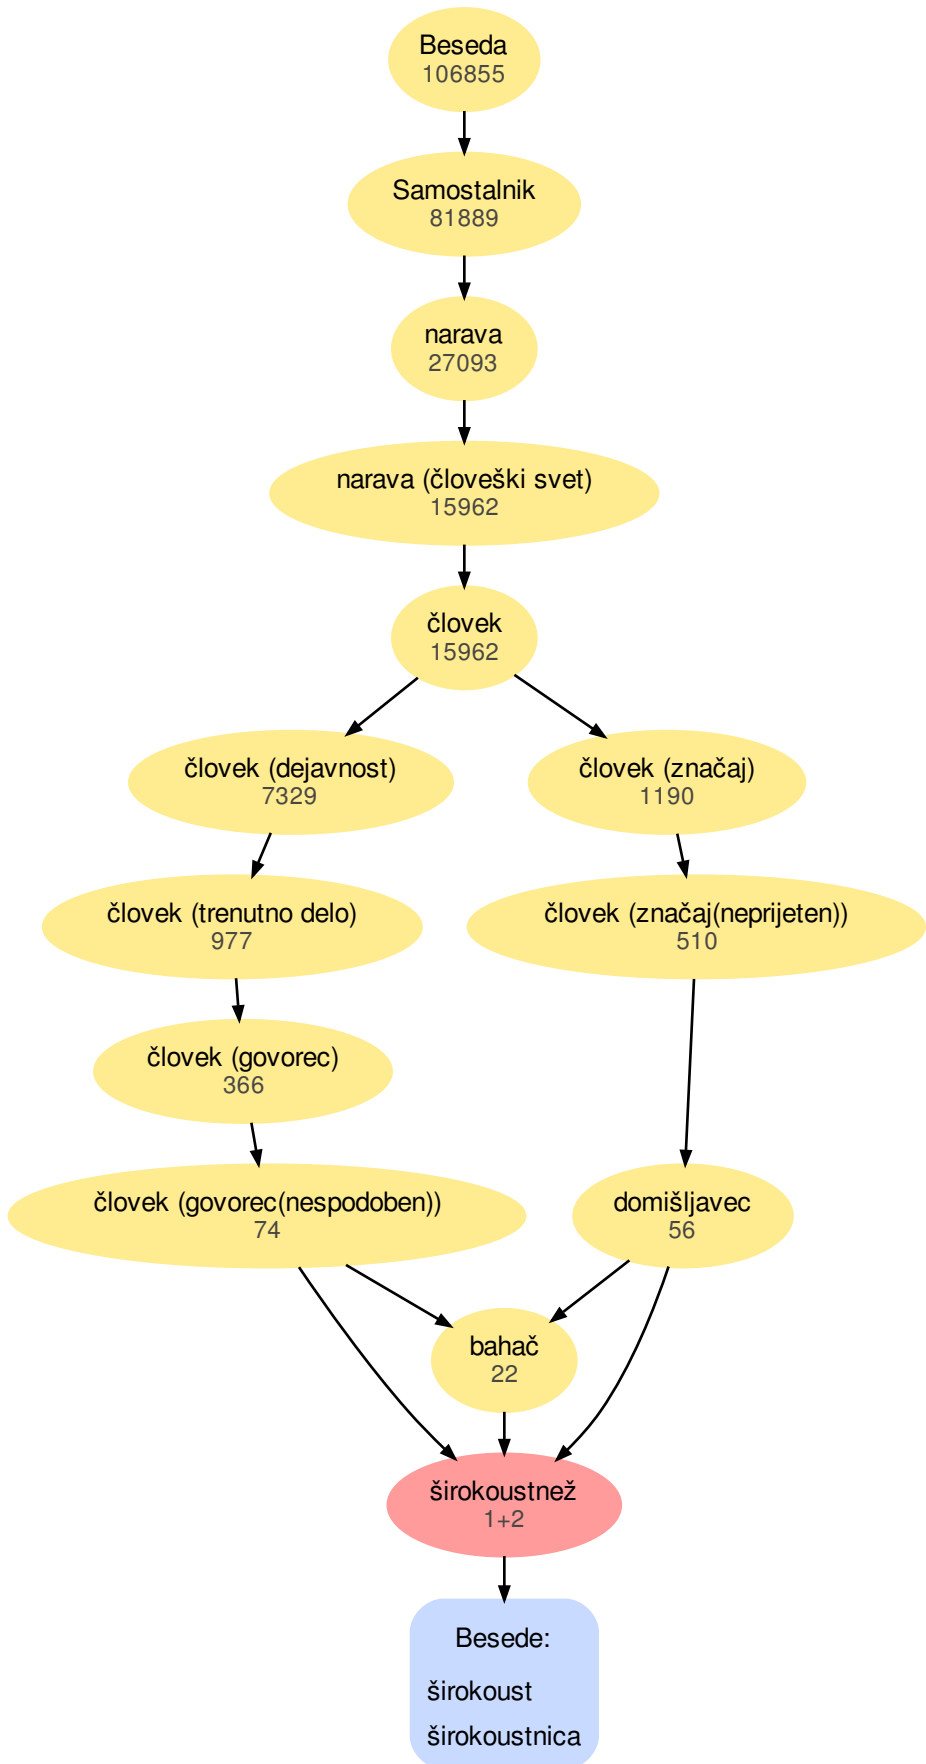 Beseda
106855
Samostalnik
81889
narava
27093
narava (človeški svet)
15962
človek
15962
človek (dejavnost)
7329
človek (značaj)
1190
človek (trenutno delo)
977
človek (značaj(neprijeten))
510
človek (govorec)
366
človek (govorec(nespodoben))
74
domišljavec
56
bahač
22
širokoustnež
1+2
Besede:
širokoust
širokoustnica